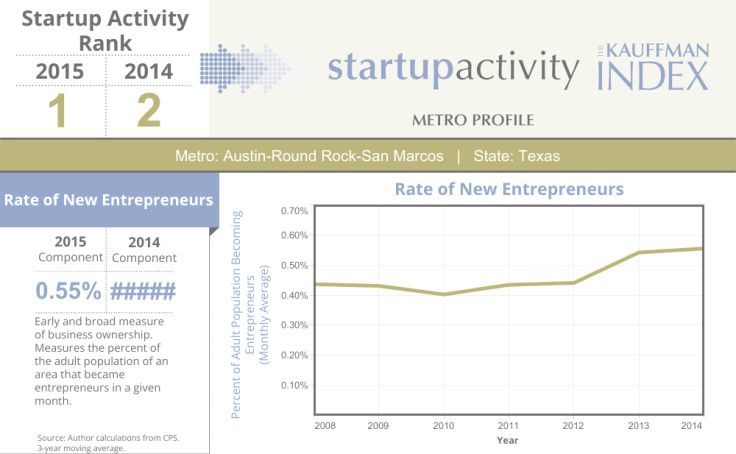 Startup Activity
Rank
2015 2014
1 2
startupactivity
THE KAUFFMAN
INDEX
METRO PROFILE
Metro: Austin-Round Rock-San Marcos | State: Texas
Rate of New Entrepreneurs
2015 2014
Component Component
0.55% #####
Early and broad measure
of business ownership.
Measures the percent of
the adult population of an
area that became
entrepreneurs in a given
month.
Source: Author calculations from CPS,
3-year moving average.
Rate of New Entrepreneurs
Percent of Adult Population Becoming
Entrepreneurs
(Monthly Average)
0.70%
0.60%
0.50%
0.40%
0.30%
0.20%
0.10%
2008 2009 2010 2011 2012 2013 2014
Year